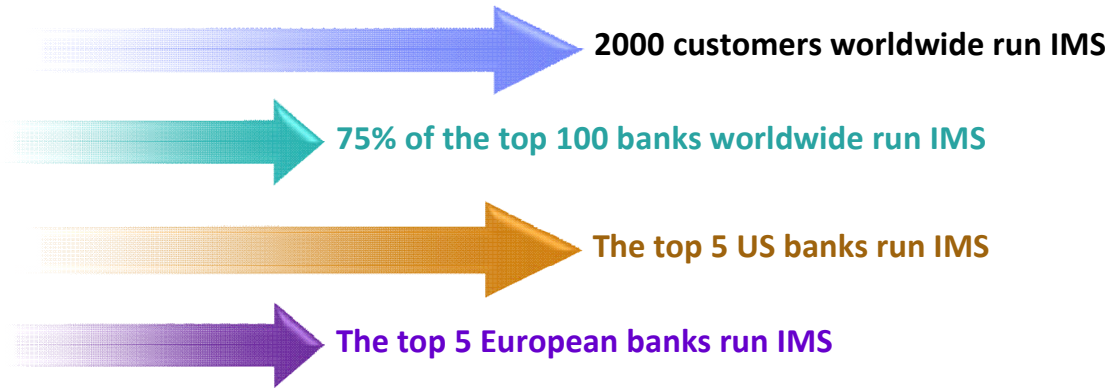 2000 customers worldwide run IMS
75% of the top 100 banks worldwide run IMS
The top 5 US banks run IMS
The top 5 European banks run IMS